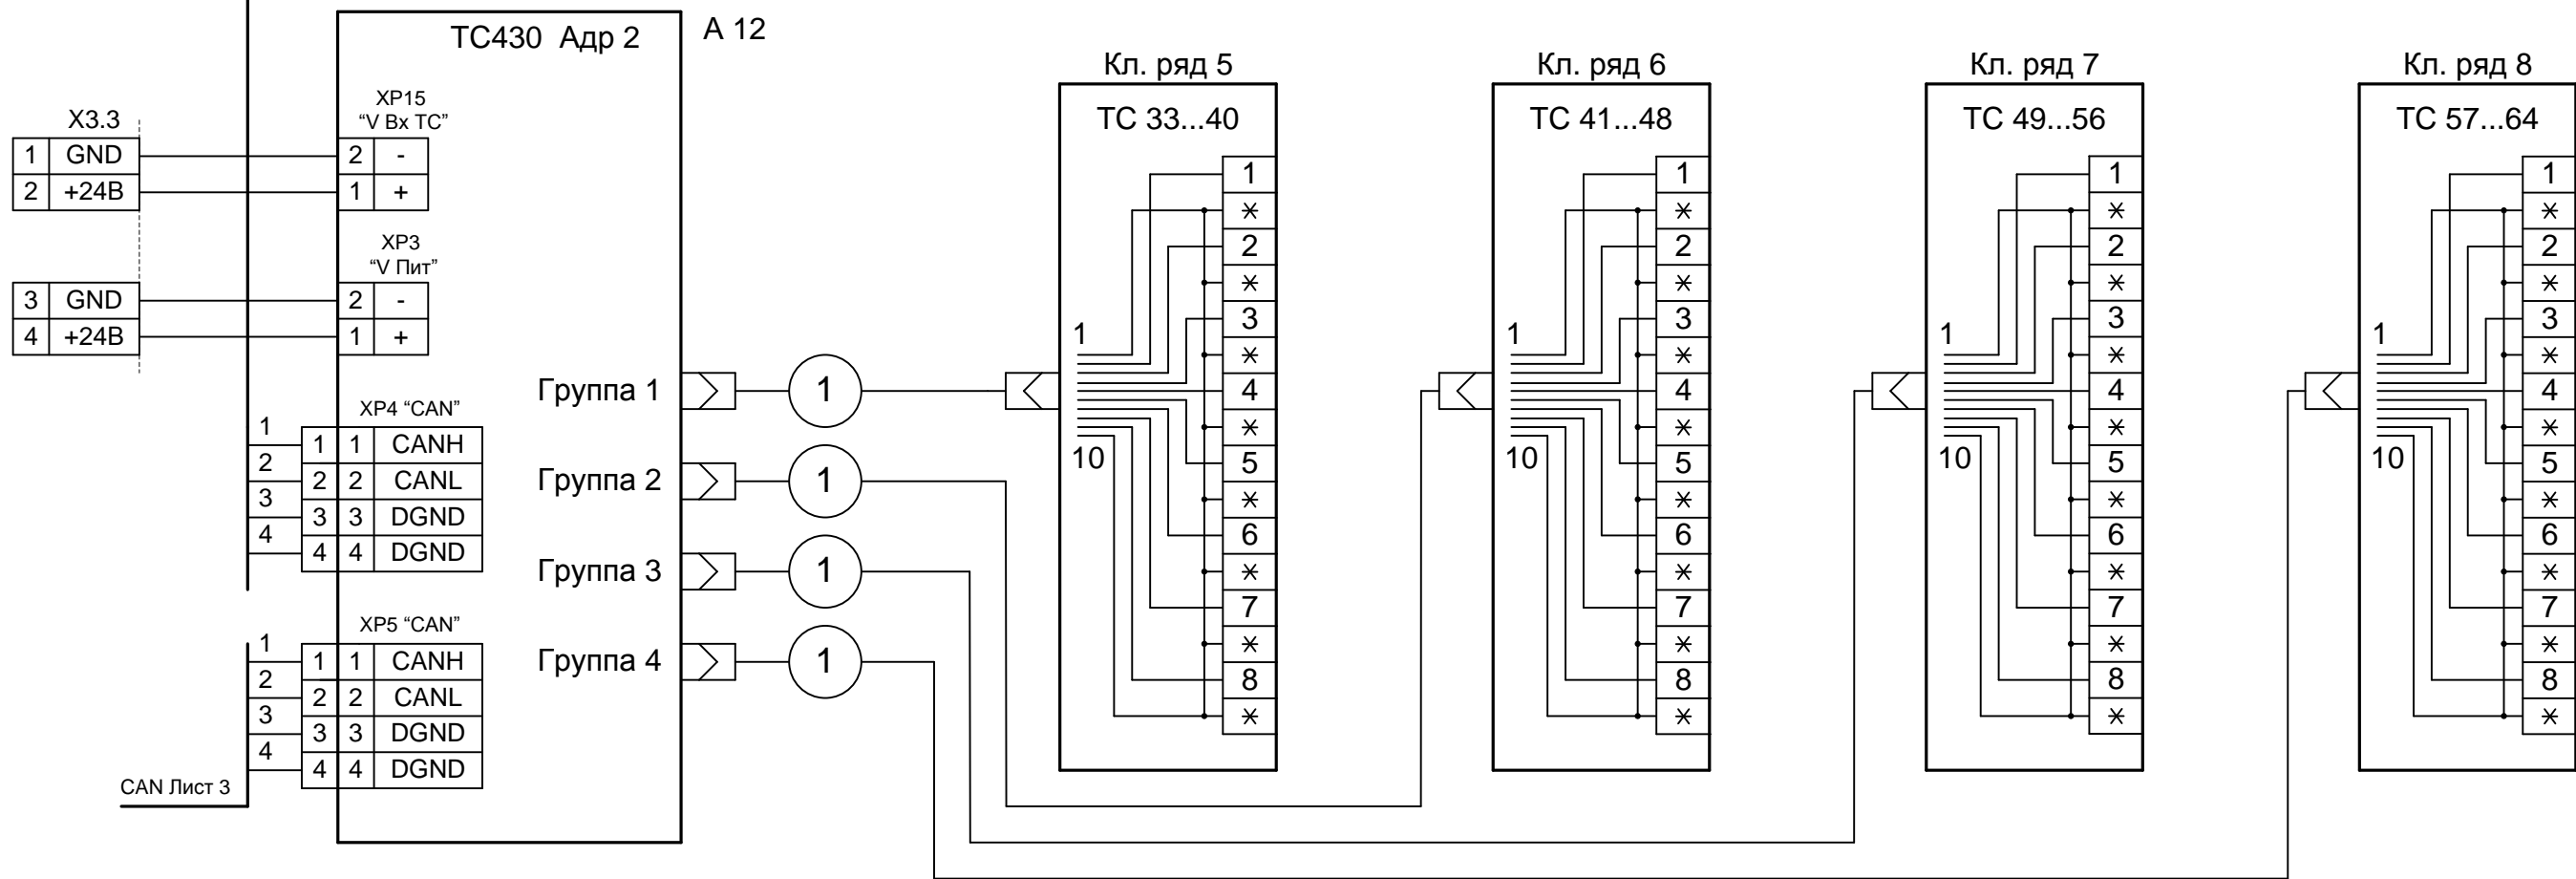 ТС430 Адр 2
А 12
X3.3
1 GND
2 +24В
3 GND
4 +24В
XP15
“V Вх ТС”
2 -
1 +
XP3
“V Пит”
2 -
1 +
XP4 “CAN”
1
2
3
4
1 1 CANH
2 2 CANL
3 3 DGND
4 4 DGND
XP5 “CAN”
1
2
3
4
1 1 CANH
2 2 CANL
3 3 DGND
4 4 DGND
CAN Лист 3
Группа 1
1
Группа 2
1
Группа 3
1
Группа 4
1
Кл. ряд 5
ТС 33...40
1
10
1
*
2
*
3
*
4
*
5
*
6
*
7
*
8
*
Кл. ряд 6
ТС 41...48
1
10
1
*
2
*
3
*
4
*
5
*
6
*
7
*
8
*
Кл. ряд 7
ТС 49...56
1
10
1
*
2
*
3
*
4
*
5
*
6
*
7
*
8
*
Кл. ряд 8
ТС 57...64
1
10
1
*
2
*
3
*
4
*
5
*
6
*
7
*
8
*